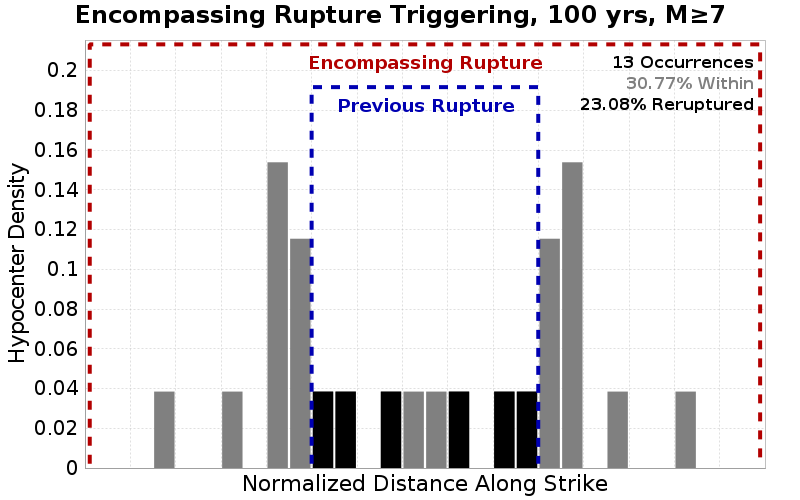 Encompassing Rupture Triggering, 100 yrs, M≥7
Encompassing Rupture
13 Occurrences
30.77% Within
23.08% Reruptured
Previous Rupture
Hypocenter Density
0.2
0.18
0.16
0.14
0.12
0.1
0.08
0.06
0.04
0.02
0
Normalized Distance Along Strike